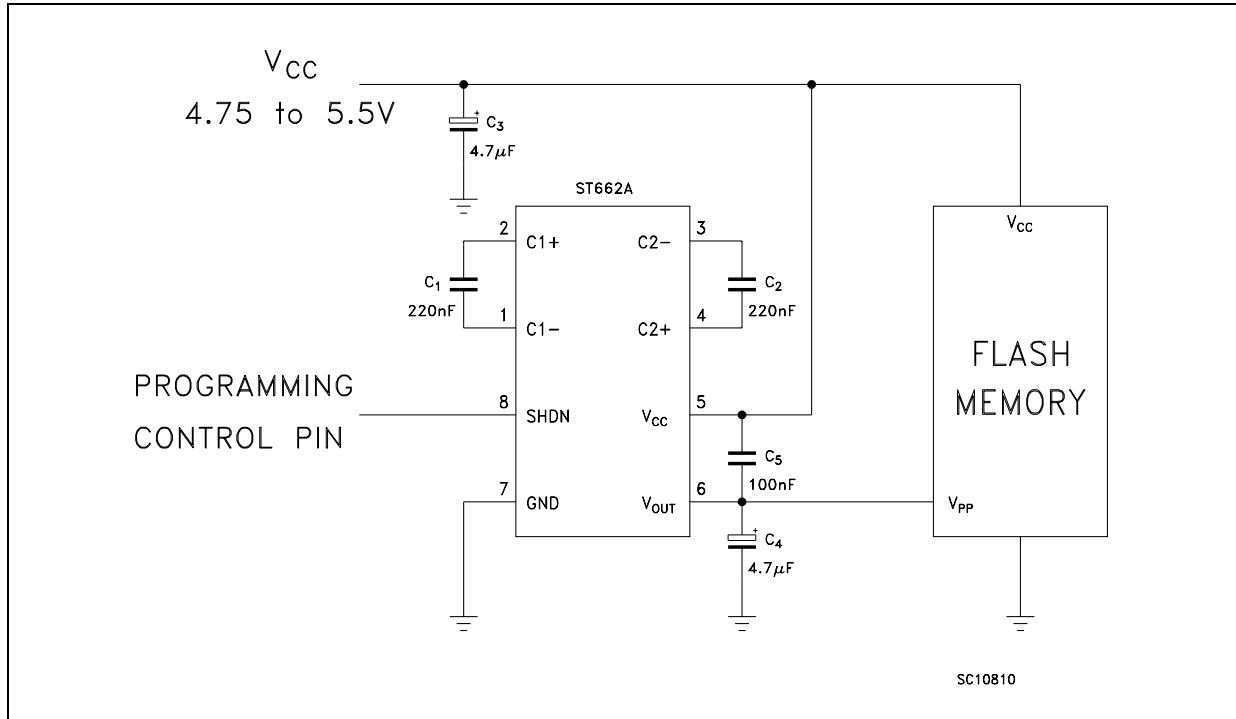 VCC
4.75 to 5.5V
+
C3
4.7μF
ST662A
2
C1+
C2-
3
VCC
C1
220nF
C2
220nF
1
C1-
C2+
4
FLASH
MEMORY
PROGRAMMING
CONTROL PIN
8
SHDN
VCC
5
C5
100nF
7
GND
VOUT
6
VPP
+
C4
4.7μF
SC10810